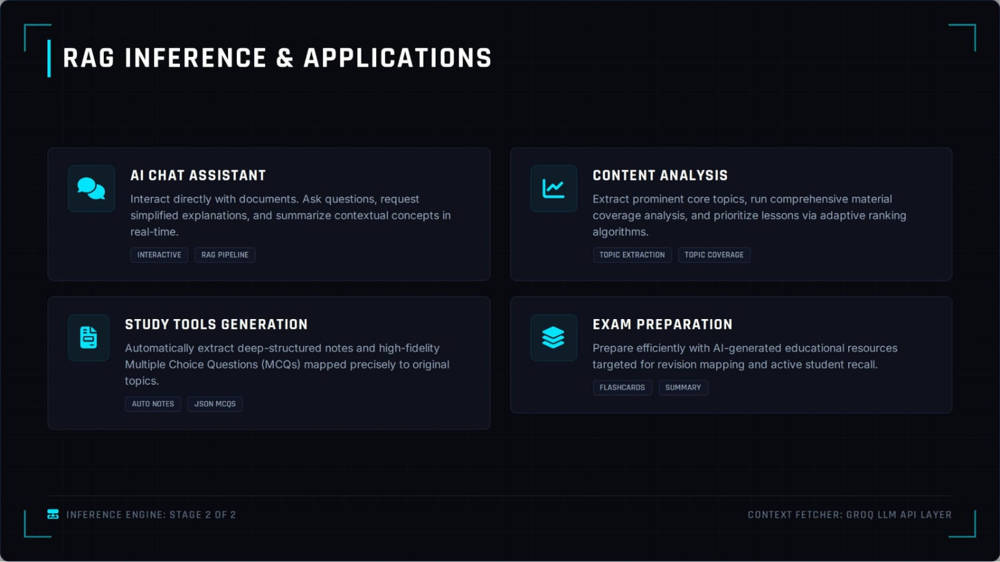 RAG INFERENCE & APPLICATIONS
AI CHAT ASSISTANT
Interact directly with documents. Ask questions, request
simplified explanations, and summarize contextual concepts in
real-time.
INTERACTIVE
RAG PIPELINE
CONTENT ANALYSIS
Extract prominent core topics, run comprehensive material
coverage analysis, and prioritize lessons via adaptive ranking
algorithms.
TOPIC EXTRACTION
TOPIC COVERAGE
STUDY TOOLS GENERATION
Automatically extract deep-structured notes and high-fidelity
Multiple Choice Questions (MCQs) mapped precisely to original
topics.
AUTO NOTES
JSON MCQS
EXAM PREPARATION
Prepare efficiently with AI-generated educational resources
targeted for revision mapping and active student recall.
FLASHCARDS
SUMMARY
INFERENCE ENGINE: STAGE 2 OF 2
CONTEXT FETCHER: GROQ LLM API LAYER